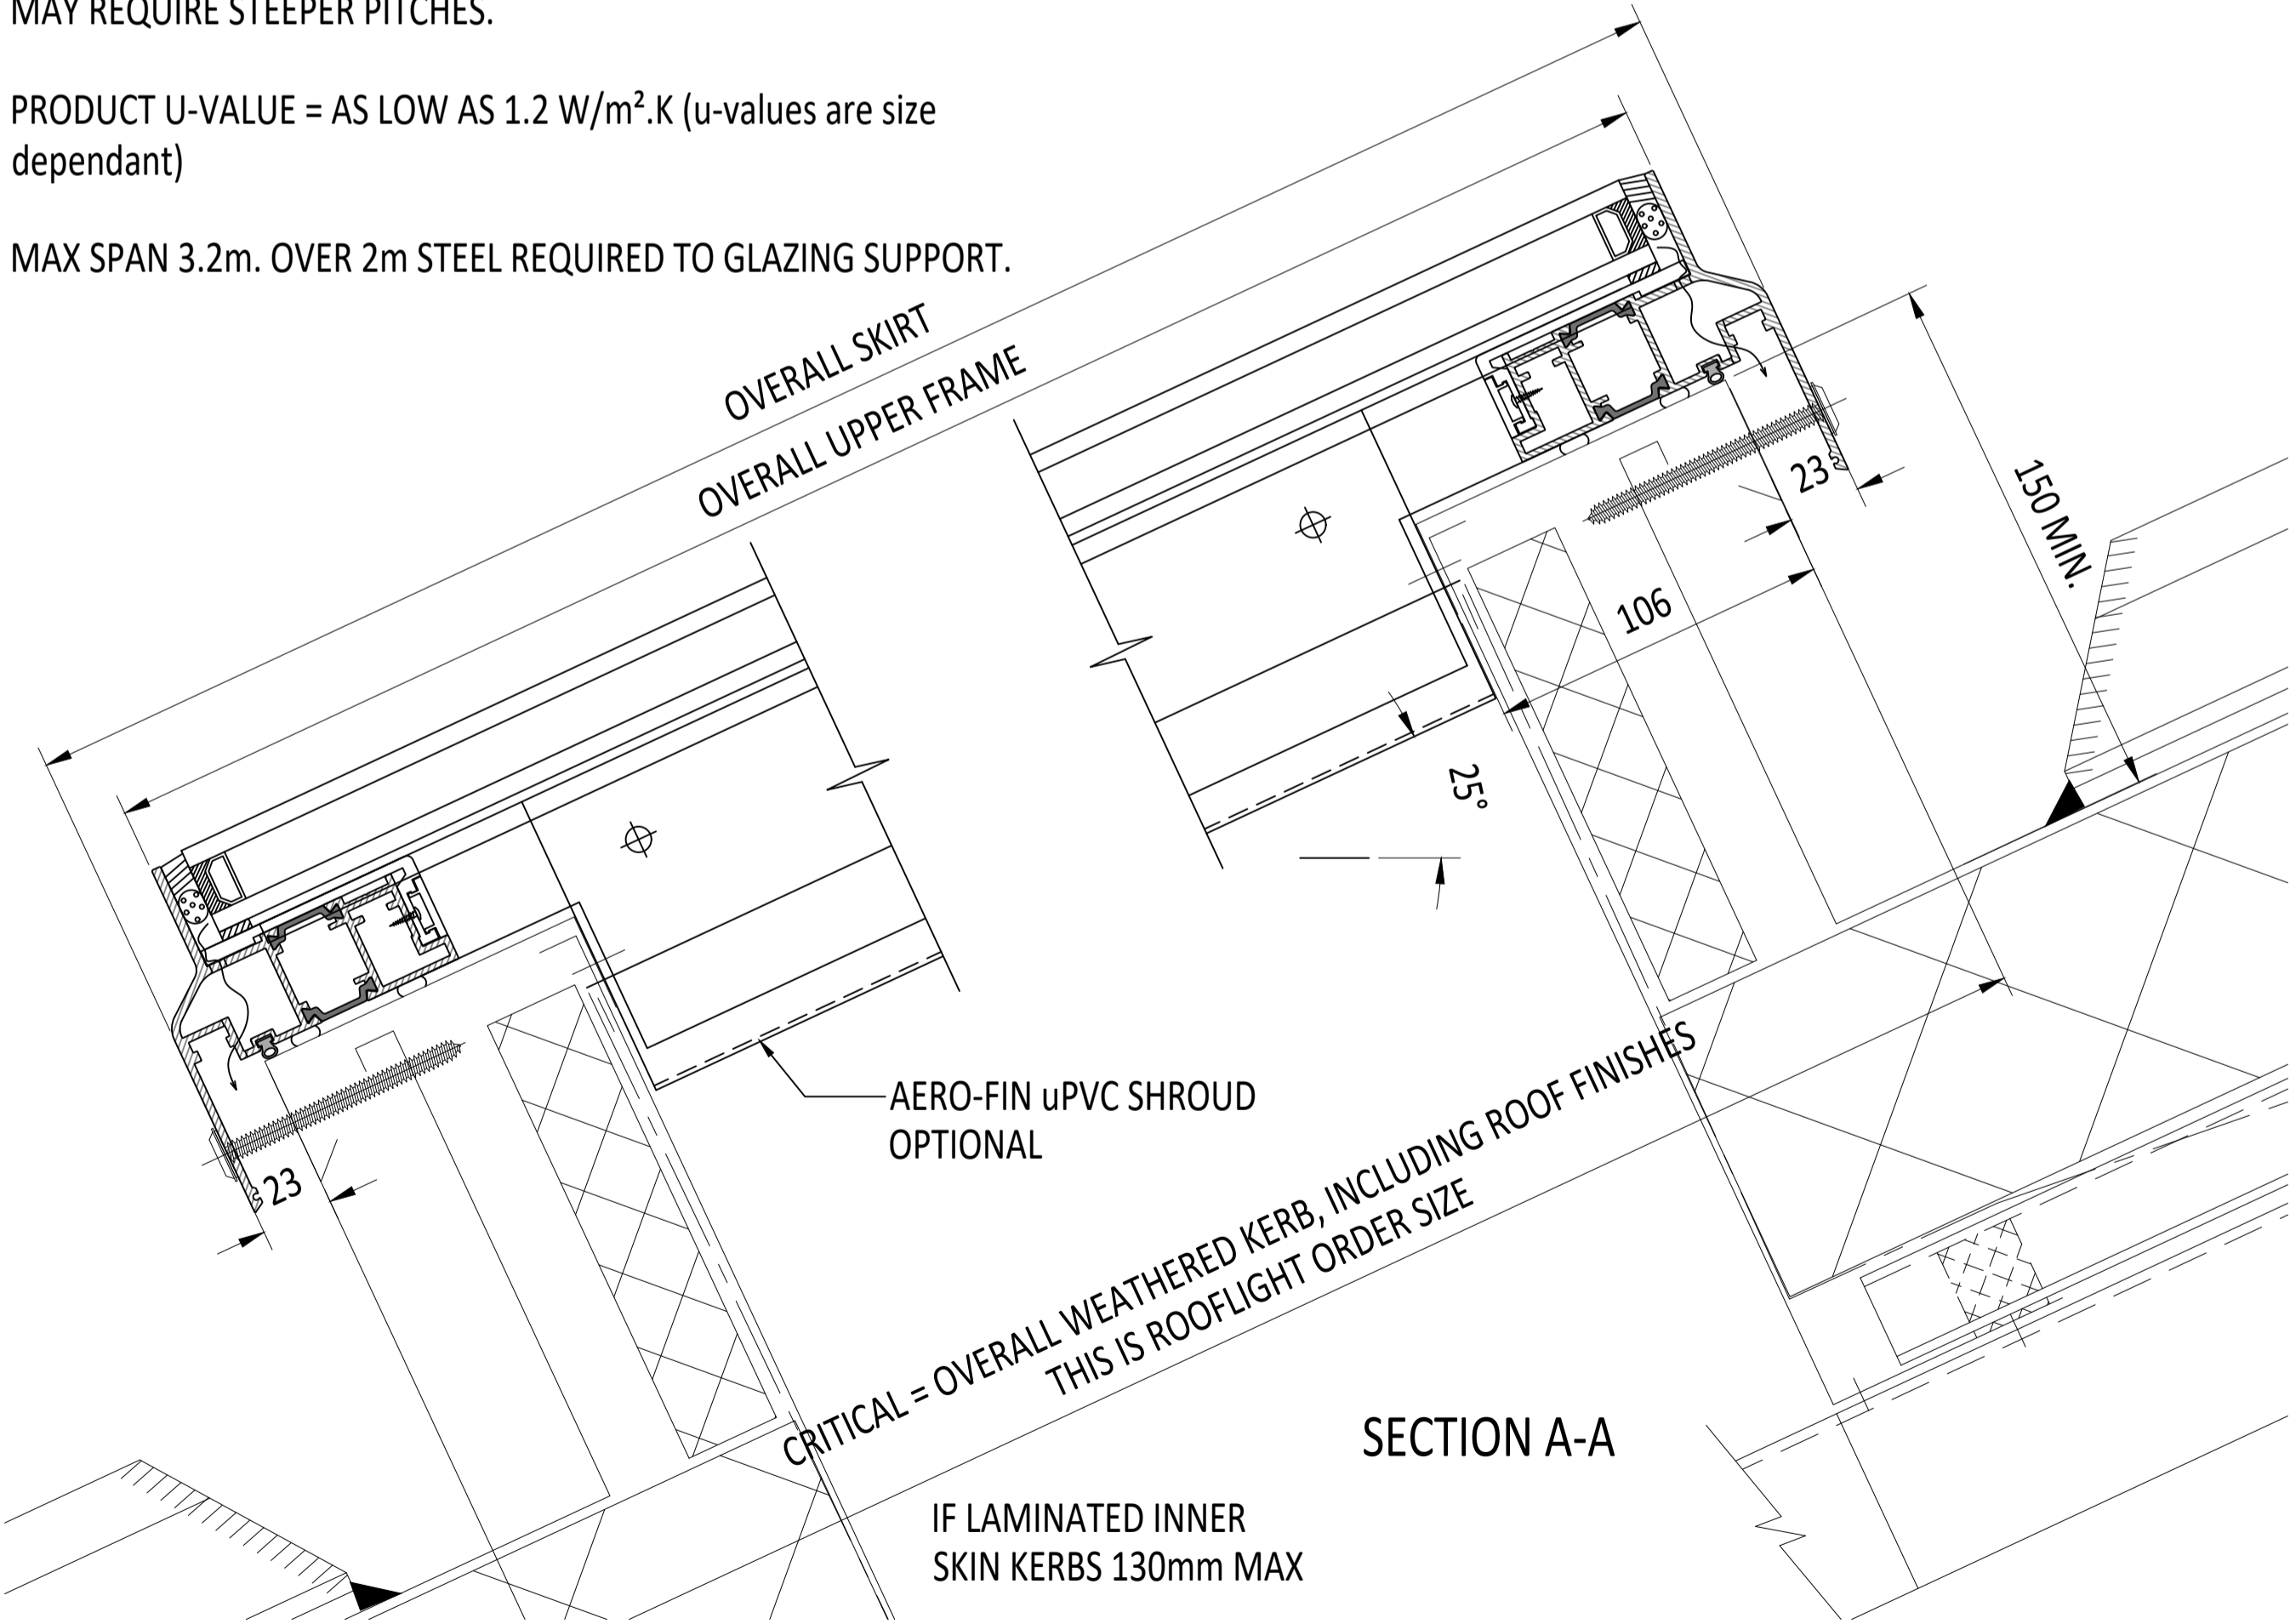 MAY REQUIRE STEEPER PITCHES.
PRODUCT U-VALUE = AS LOW AS 1.2 W/m².K (u-values are size
dependant)
MAX SPAN 3.2m. OVER 2m STEEL REQUIRED TO GLAZING SUPPORT.
OVERALL SKIRT
OVERALL UPPER FRAME
23
150 MIN.
106
25°
AERO-FIN uPVC SHROUD
OPTIONAL
23
CRITICAL = OVERALL WEATHERED KERB, INCLUDING ROOF FINISHES
THIS IS ROOFLIGHT ORDER SIZE
SECTION A-A
IF LAMINATED INNER
SKIN KERBS 130mm MAX